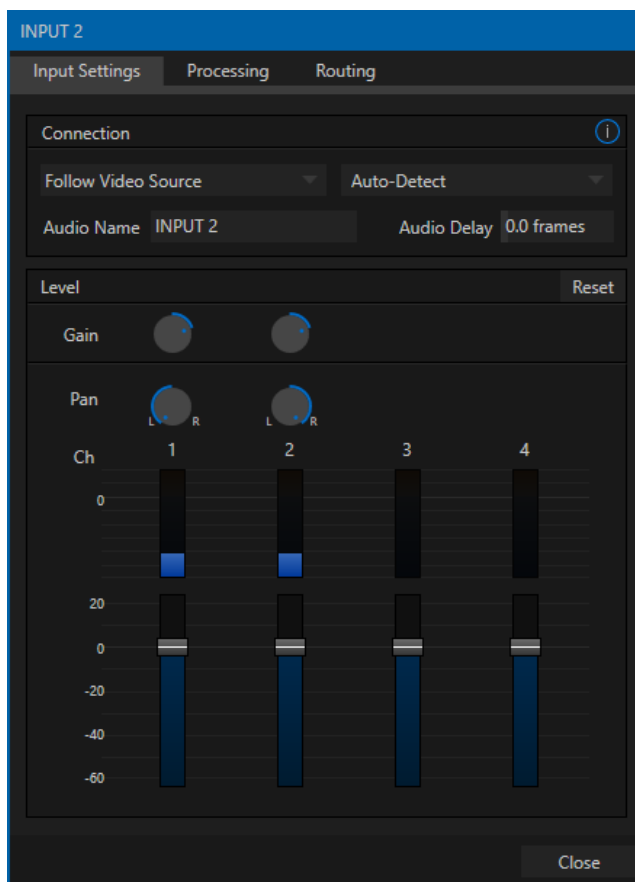 INPUT 2
Input Settings Processing Routing
Connection i
Follow Video Source Auto-Detect
Audio Name INPUT 2 Audio Delay 0.0 frames
Level Reset
Gain
Pan
L R L R
Ch 1 2 3 4
0
20
0
-20
-40
-60
Close